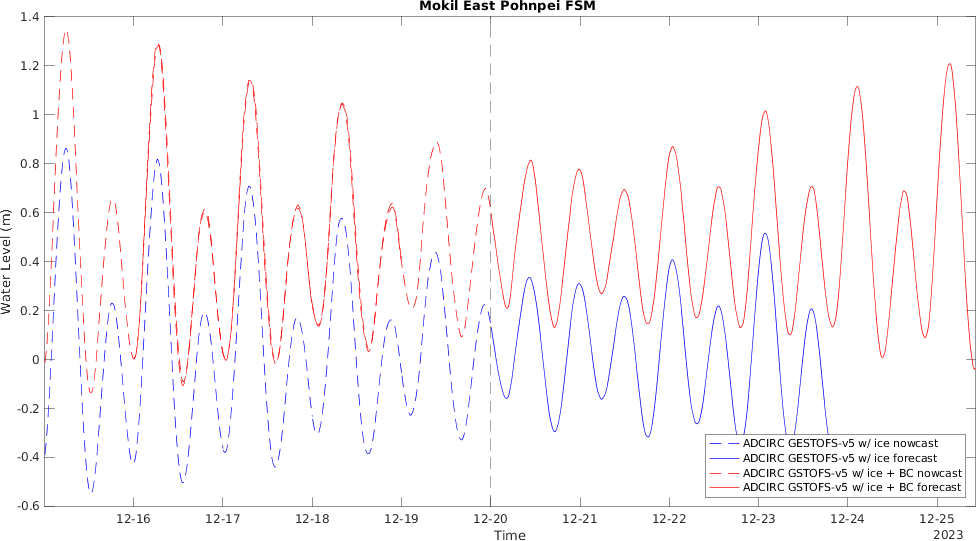 Mokil East Pohnpei FSM
1.4
1.2
1
0.8
0.6
0.4
0.2
0
-0.2
-0.4
-0.6
Water Level (m)
12-16 12-17 12-18 12-19 12-20 12-21 12-22 12-23 12-24 12-25
Time
2023
ADCIRC GESTOFS-v5 w/ ice nowcast
ADCIRC GESTOFS-v5 w/ ice forecast
ADCIRC GSTOFS-v5 w/ ice + BC nowcast
ADCIRC GSTOFS-v5 w/ ice + BC forecast